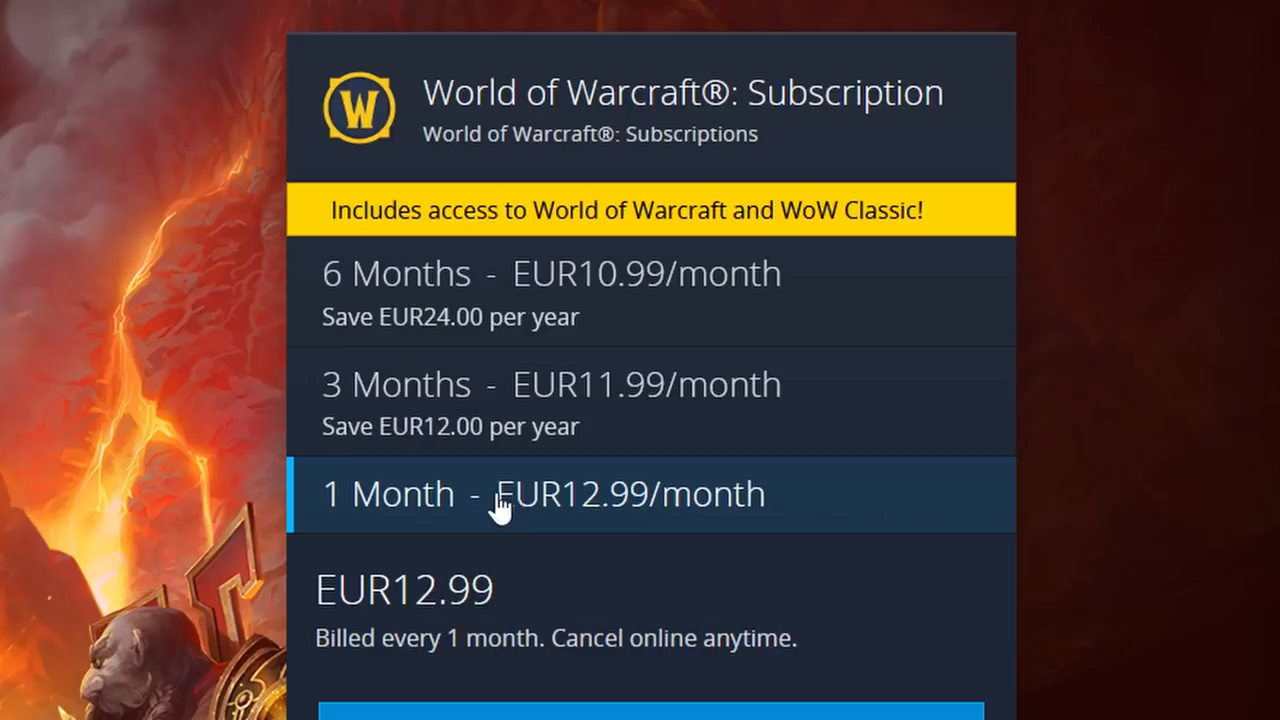 W
World of Warcraft®: Subscription
World of Warcraft®: Subscriptions
Includes access to World of Warcraft and WoW Classic!
6 Months - EUR10.99/month
Save EUR24.00 per year
3 Months - EUR11.99/month
Save EUR12.00 per year
1 Month - EUR12.99/month
EUR12.99
Billed every 1 month. Cancel online anytime.